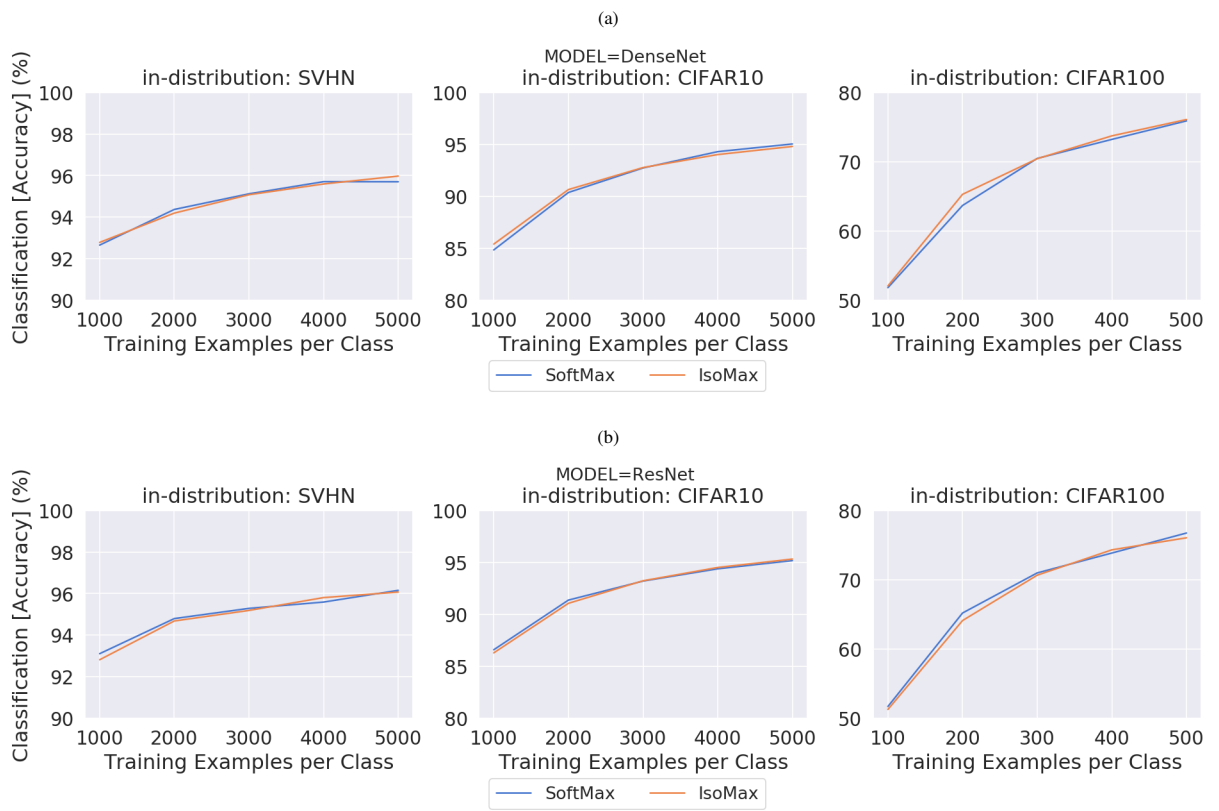 (a)
MODEL=DenseNet
in-distribution: SVHN
in-distribution: CIFAR10
in-distribution: CIFAR100
Classification [Accuracy] (%)
100
98
96
94
92
90
1000 2000 3000 4000 5000
Training Examples per Class
100
95
90
85
80
1000 2000 3000 4000 5000
Training Examples per Class
80
70
60
50
100 200 300 400 500
Training Examples per Class
SoftMax IsoMax
(b)
MODEL=ResNet
in-distribution: SVHN
in-distribution: CIFAR10
in-distribution: CIFAR100
Classification [Accuracy] (%)
100
98
96
94
92
90
1000 2000 3000 4000 5000
Training Examples per Class
100
95
90
85
80
1000 2000 3000 4000 5000
Training Examples per Class
80
70
60
50
100 200 300 400 500
Training Examples per Class
SoftMax IsoMax